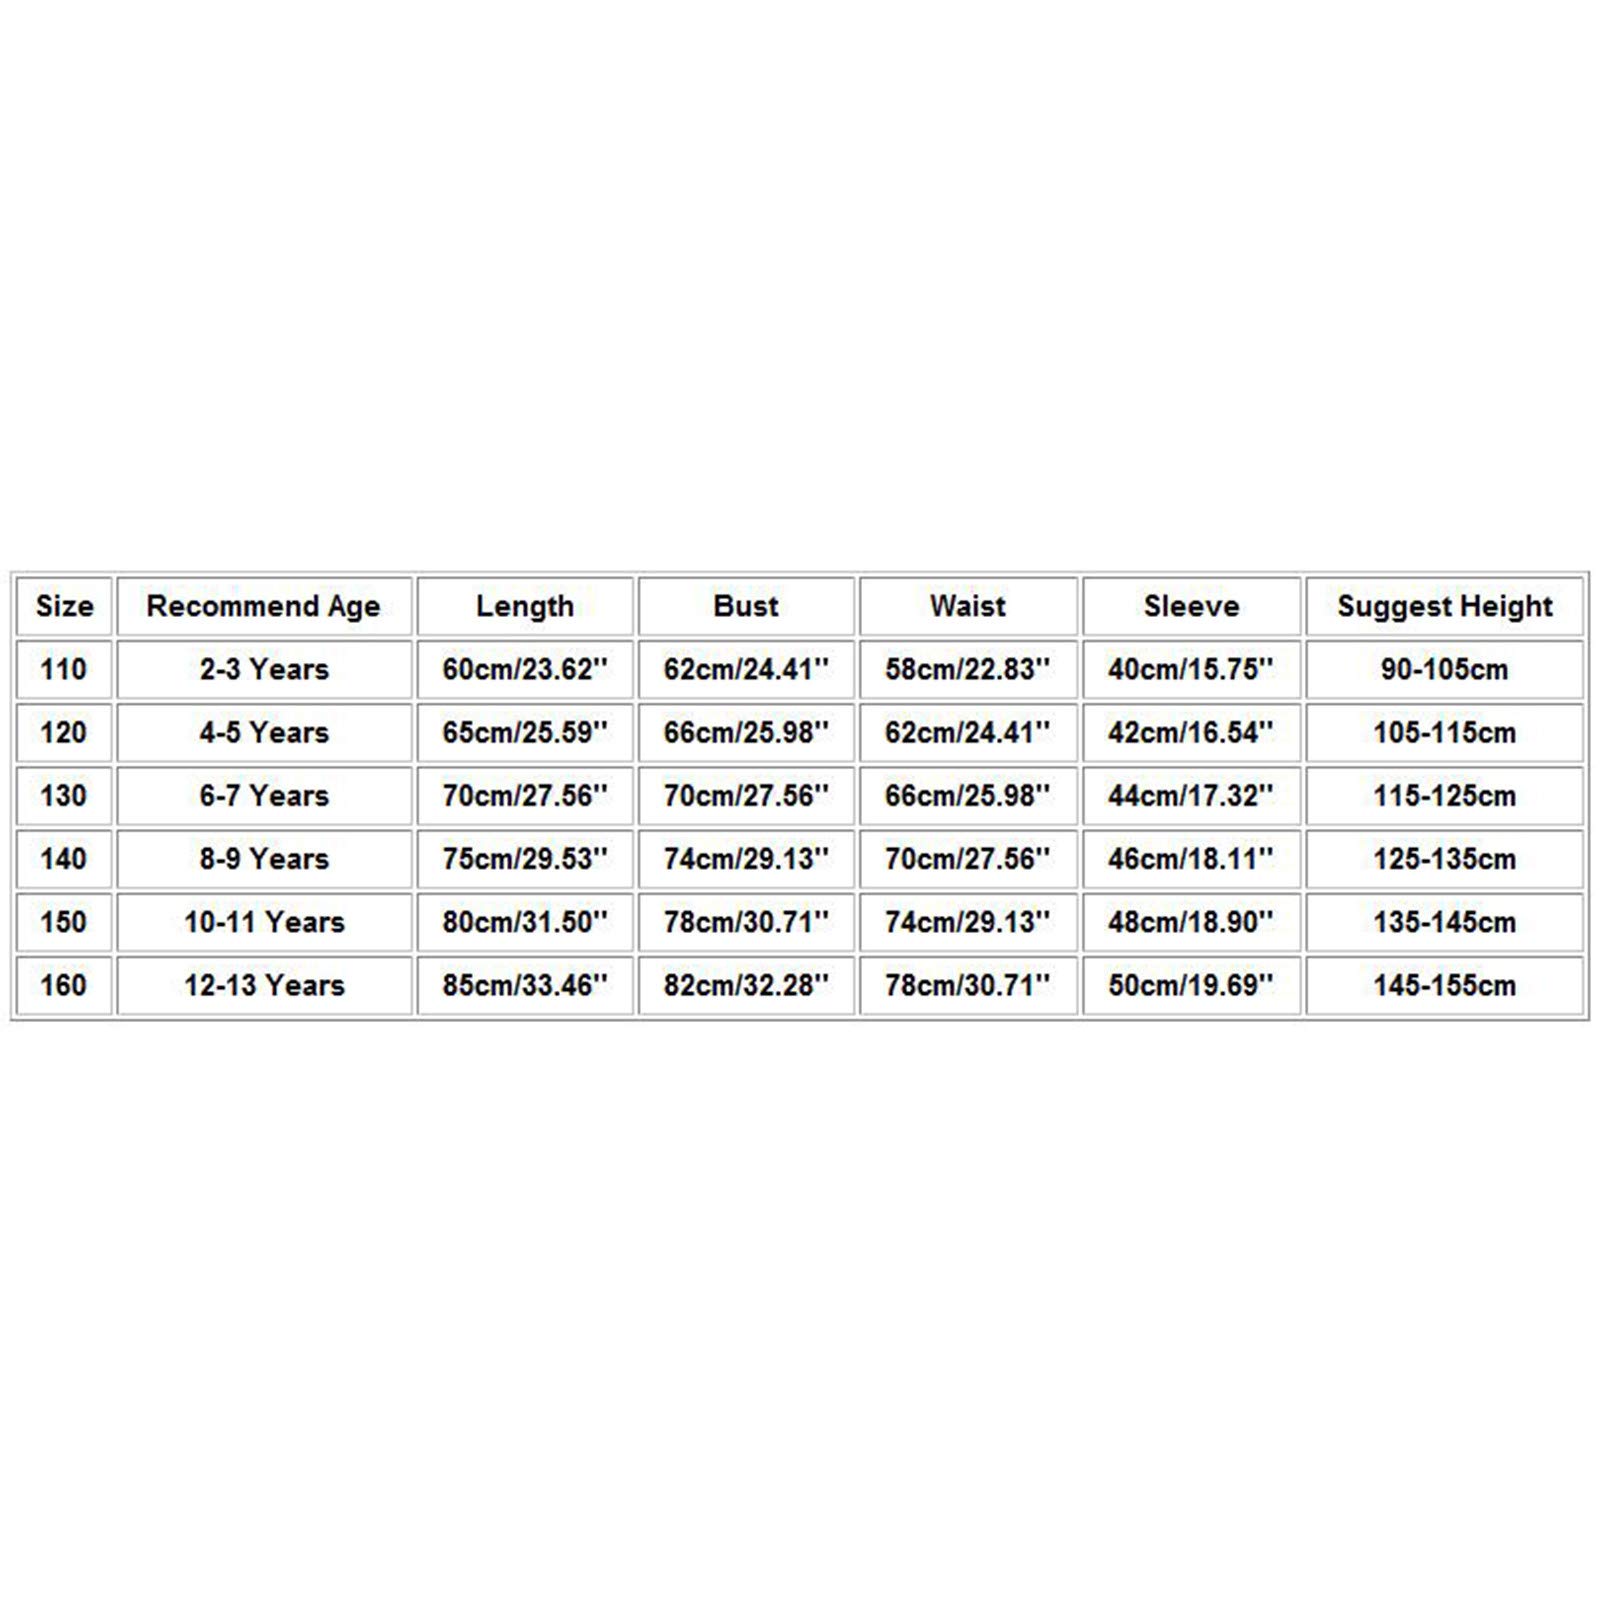 Size Recommend Age Length Bust Waist Sleeve Suggest Height
110 2-3 Years 60cm/23.62'' 62cm/24.41'' 58cm/22.83'' 40cm/15.75'' 90-105cm
120 4-5 Years 65cm/25.59'' 66cm/25.98'' 62cm/24.41'' 42cm/16.54'' 105-115cm
130 6-7 Years 70cm/27.56'' 70cm/27.56'' 66cm/25.98'' 44cm/17.32'' 115-125cm
140 8-9 Years 75cm/29.53'' 74cm/29.13'' 70cm/27.56'' 46cm/18.11'' 125-135cm
150 10-11 Years 80cm/31.50'' 78cm/30.71'' 74cm/29.13'' 48cm/18.90'' 135-145cm
160 12-13 Years 85cm/33.46'' 82cm/32.28'' 78cm/30.71'' 50cm/19.69'' 145-155cm